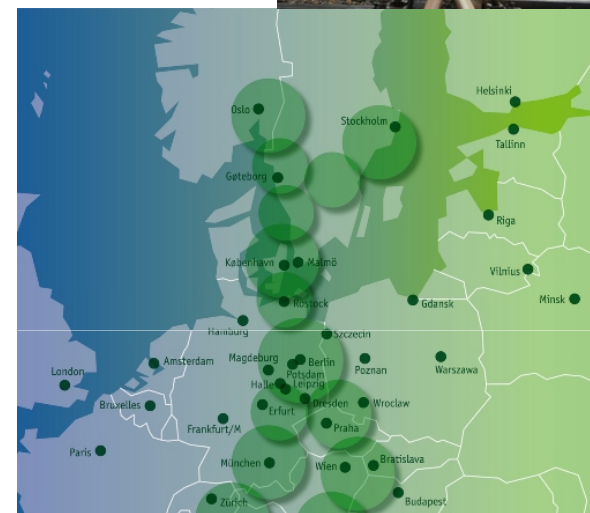 Helsinki
Oslo
Stockholm
Tallinn
Gøteborg
Riga
København
Malmö
Vilnius
Rostock
Gdansk
Minsk
Hamburg
Szczecin
Amsterdam
Magdeburg
Berlin
Poznan
Warszawa
London
Potsdam
Halle
Leipzig
Bruxelles
Dresden
Wroclaw
Erfurt
Frankfurt/M
Praha
Paris
München
Wien
Bratislava
Zürich
Budapest